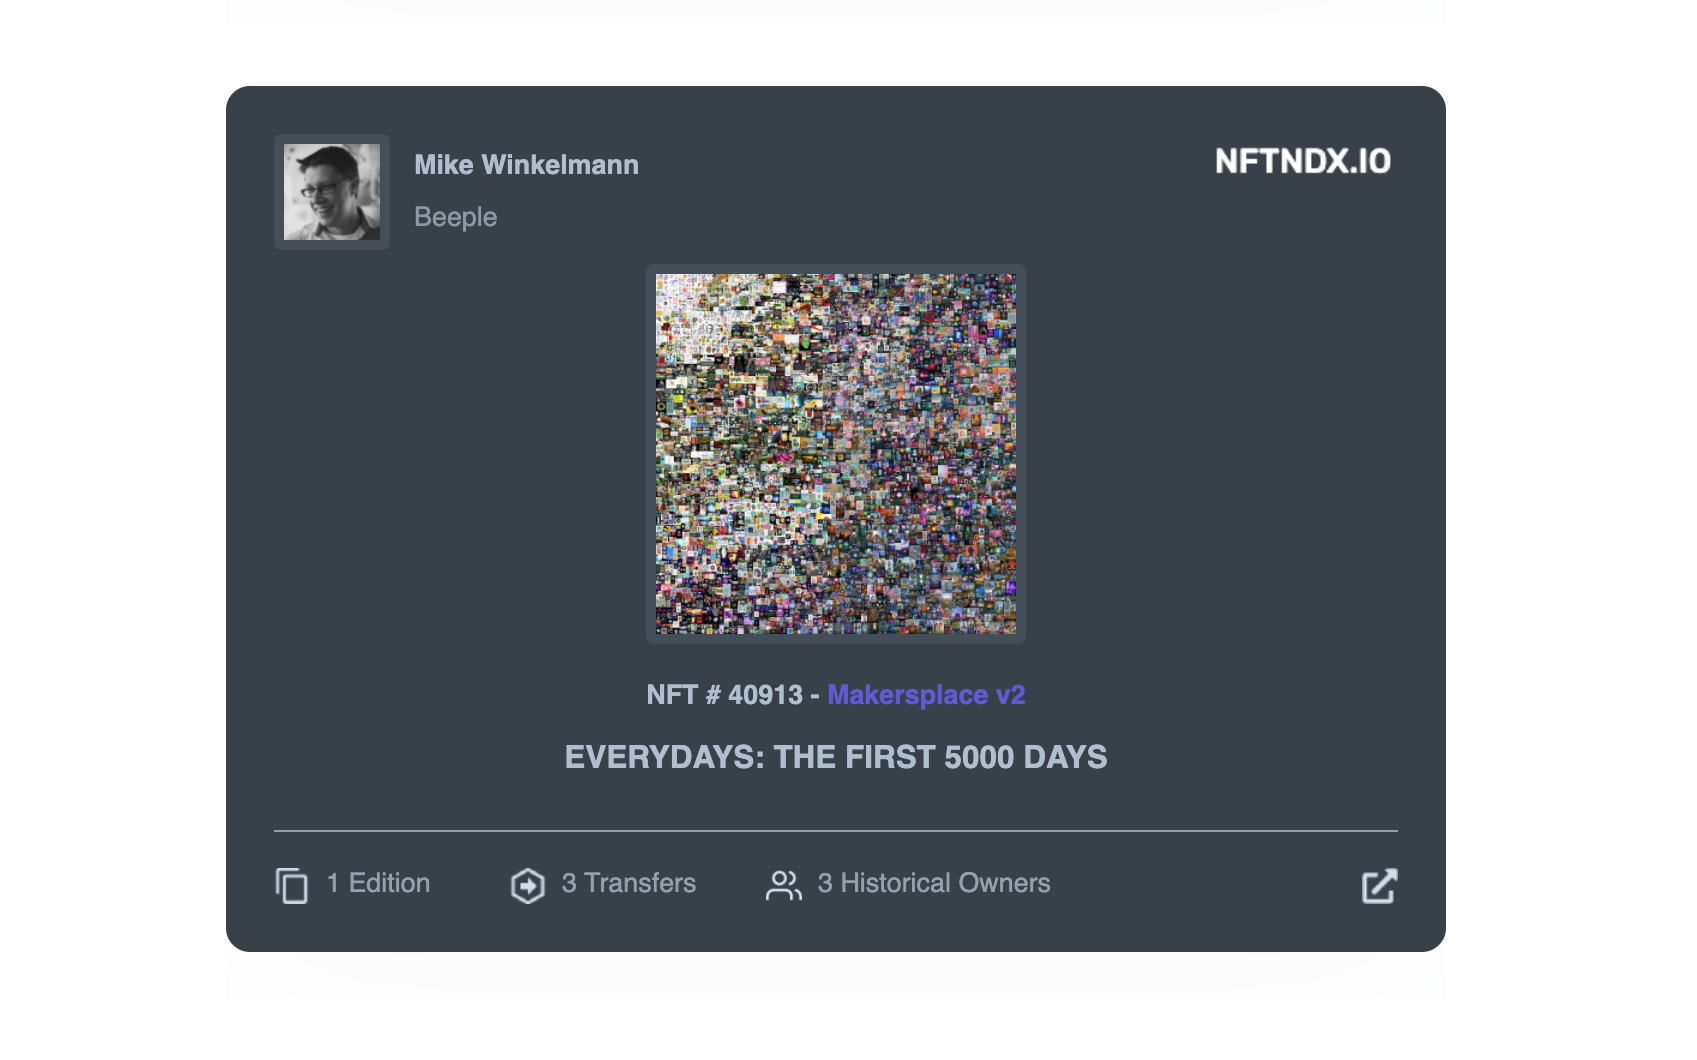 Mike Winkelmann
NFTNDX.IO
Beeple
NFT # 40913 - Makersplace v2
EVERYDAYS: THE FIRST 5000 DAYS
1 Edition
3 Transfers
3 Historical Owners